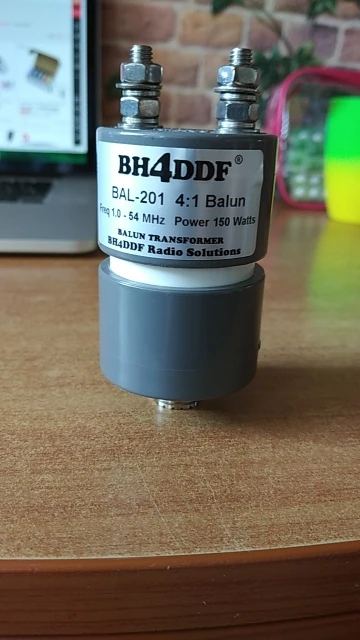 BH4DDF®
BAL-201 4:1 Balun
Freq 1.0 - 54 MHz Power 150 Watts
BALUN TRANSFORMER
BH4DDF Radio Solutions